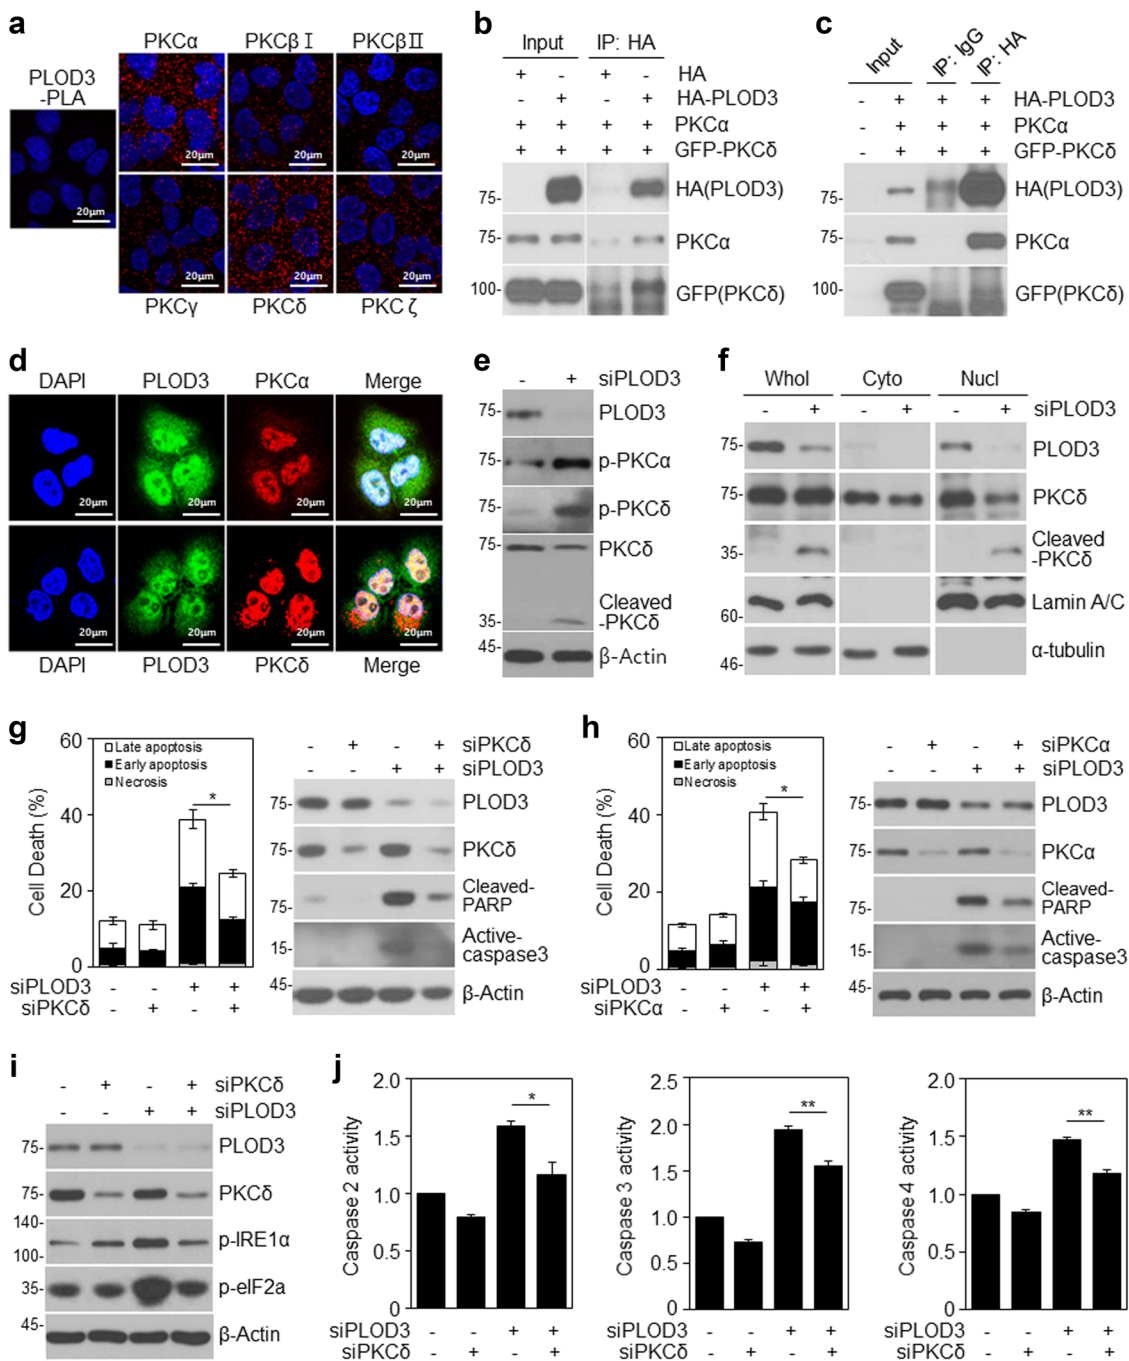 a
PKCα PKCβⅠ PKCβⅡ
PLOD3
-PLA
20μm 20μm 20μm
20μm
20μm 20μm 20μm
PKCγ PKCδ PKC ζ
b
Input IP: HA
+ - + - HA
- + - + HA-PLOD3
+ + + + PKCα
+ + + + GFP-PKCδ
75- HA(PLOD3)
75- PKCα
100- GFP(PKCδ)
c
Input IP: IgG IP: HA
- + + + HA-PLOD3
- + + + PKCα
- + + + GFP-PKCδ
75- HA(PLOD3)
75- PKCα
100- GFP(PKCδ)
d
DAPI PLOD3 PKCα Merge
20μm 20μm 20μm 20μm
20μm 20μm 20μm 20μm
DAPI PLOD3 PKCδ Merge
e
- + siPLOD3
75- PLOD3
75- p-PKCα
75- p-PKCδ
75- PKCδ
Cleaved
35- -PKCδ
45- β-Actin
f
Whol Cyto Nucl
- + - + - + siPLOD3
75- PLOD3
75- PKCδ
Cleaved
35- -PKCδ
60- Lamin A/C
46- α-tubulin
g
60
40
20
0
Cell Death (%)
Late apoptosis
Early apoptosis
Necrosis
*
siPLOD3 - - + +
siPKCδ - + - +
- + - + siPKCδ
- - + + siPLOD3
75- PLOD3
75- PKCδ
75- Cleaved-
PARP
15- Active-
caspase3
45- β-Actin
h
60
40
20
0
Cell Death (%)
Late apoptosis
Early apoptosis
Necrosis
*
siPLOD3 - - + +
siPKCα - + - +
- + - + siPKCα
- - + + siPLOD3
75- PLOD3
75- PKCα
75- Cleaved-
PARP
15- Active-
caspase3
45- β-Actin
i
- + - + siPKCδ
- - + + siPLOD3
75- PLOD3
75- PKCδ
140-
p-IRE1α
100-
35- p-eIF2a
45-
β-Actin
j
2.0
1.5
1.0
0.5
0
Caspase 2 activity
*
siPLOD3 - - + +
siPKCδ - + - +
2.5
2.0
1.5
1.0
0.5
0
Caspase 3 activity
**
siPLOD3 - - + +
siPKCδ - + - +
2.0
1.5
1.0
0.5
0
Caspase 4 activity
**
siPLOD3 - - + +
siPKCδ - + - +